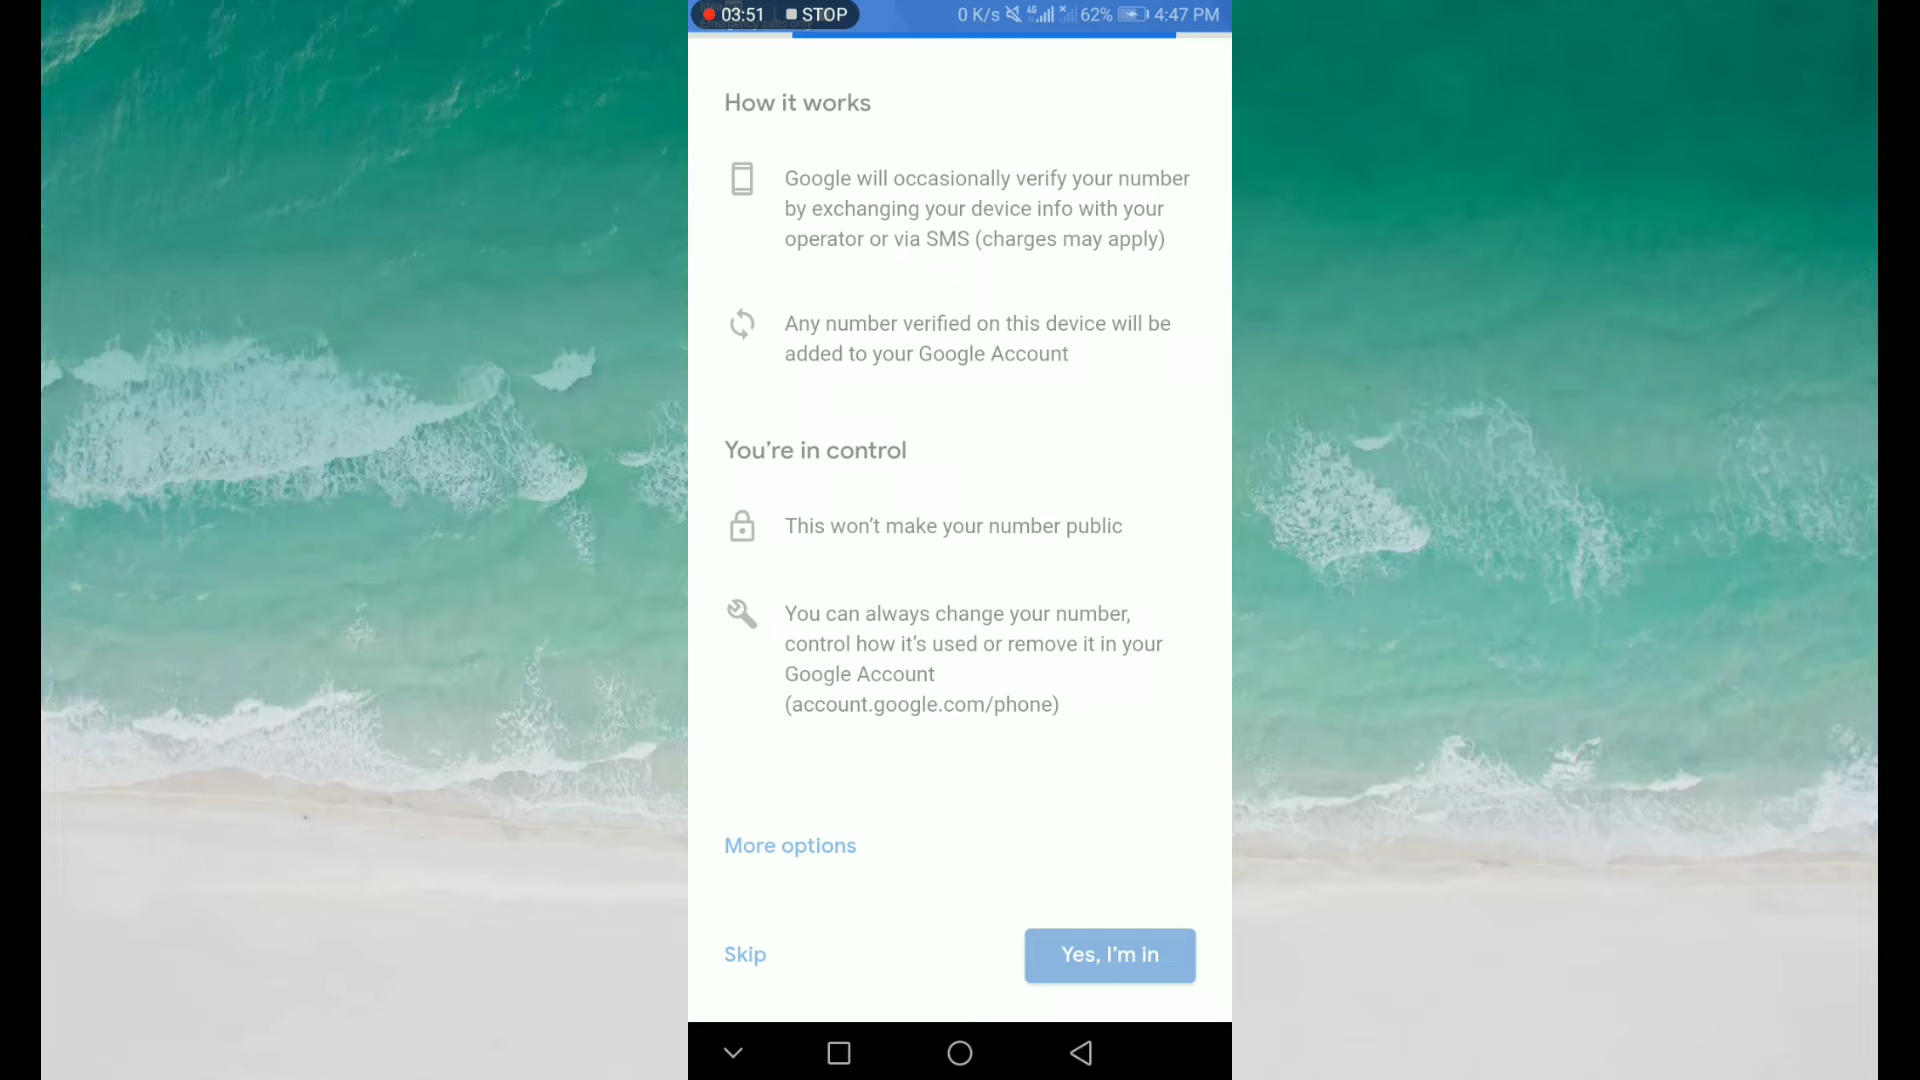 03:51 STOP 0 K/s 4G 62% 4:47 PM
Emergency calls only
How it works
Google will occasionally verify your number
by exchanging your device info with your
operator or via SMS (charges may apply)
Any number verified on this device will be
added to your Google Account
You’re in control
This won’t make your number public
You can always change your number,
control how it’s used or remove it in your
Google Account
(account.google.com/phone)
More options
Skip
Yes, I’m in